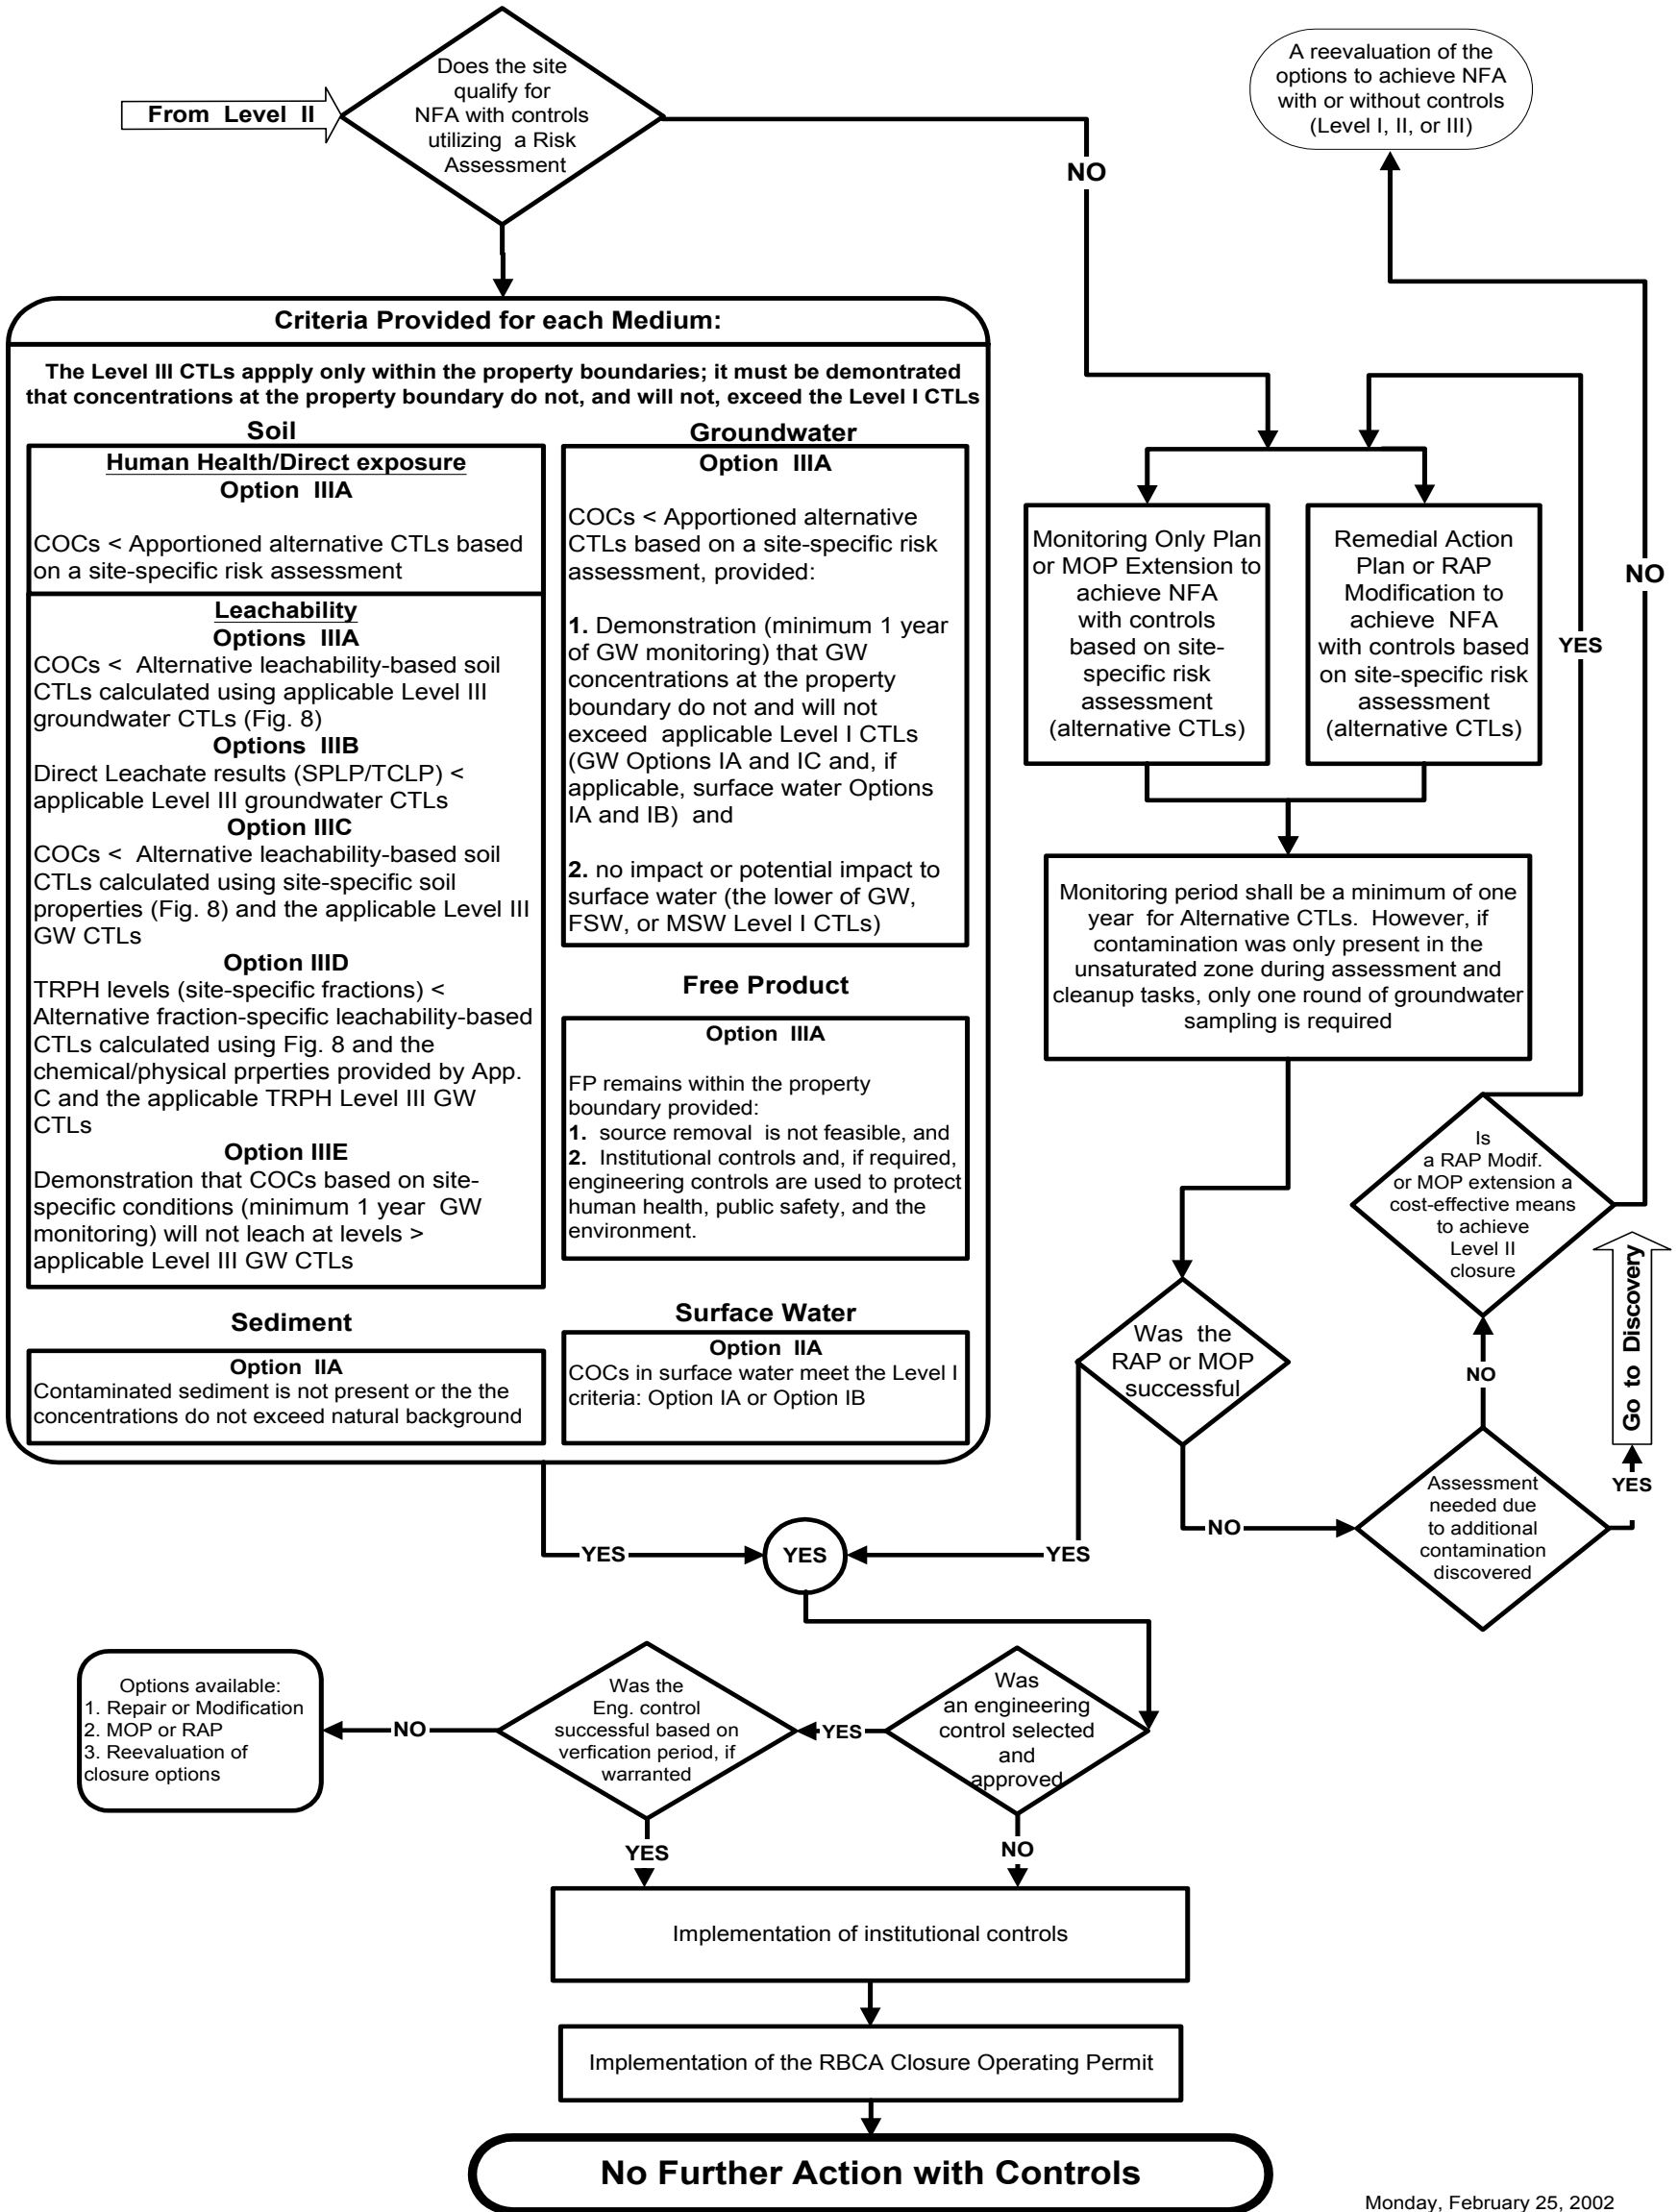 From Level II
Does the site
qualify for
NFA with controls
utilizing a Risk
Assessment
NO
A reevaluation of the
options to achieve NFA
with or without controls
(Level I, II, or III)
Criteria Provided for each Medium:
The Level III CTLs appply only within the property boundaries; it must be demontrated
that concentrations at the property boundary do not, and will not, exceed the Level I CTLs
Soil
Human Health/Direct exposure
Option IIIA
COCs < Apportioned alternative CTLs based
on a site-specific risk assessment
Leachability
Options IIIA
COCs < Alternative leachability-based soil
CTLs calculated using applicable Level III
groundwater CTLs (Fig. 8)
Options IIIB
Direct Leachate results (SPLP/TCLP) <
applicable Level III groundwater CTLs
Option IIIC
COCs < Alternative leachability-based soil
CTLs calculated using site-specific soil
properties (Fig. 8) and the applicable Level III
GW CTLs
Option IIID
TRPH levels (site-specific fractions) <
Alternative fraction-specific leachability-based
CTLs calculated using Fig. 8 and the
chemical/physical prperties provided by App.
C and the applicable TRPH Level III GW
CTLs
Option IIIE
Demonstration that COCs based on site-
specific conditions (minimum 1 year GW
monitoring) will not leach at levels >
applicable Level III GW CTLs
Groundwater
Option IIIA
COCs < Apportioned alternative
CTLs based on a site-specific risk
assessment, provided:
1. Demonstration (minimum 1 year
of GW monitoring) that GW
concentrations at the property
boundary do not and will not
exceed applicable Level I CTLs
(GW Options IA and IC and, if
applicable, surface water Options
IA and IB) and
2. no impact or potential impact to
surface water (the lower of GW,
FSW, or MSW Level I CTLs)
Free Product
Option IIIA
FP remains within the property
boundary provided:
1. source removal is not feasible, and
2. Institutional controls and, if required,
engineering controls are used to protect
human health, public safety, and the
environment.
Sediment
Option IIA
Contaminated sediment is not present or the the
concentrations do not exceed natural background
Surface Water
Option IIA
COCs in surface water meet the Level I
criteria: Option IA or Option IB
Monitoring Only Plan
or MOP Extension to
achieve NFA
with controls
based on site-
specific risk
assessment
(alternative CTLs)
Remedial Action
Plan or RAP
Modification to
achieve NFA
with controls based
on site-specific risk
assessment
(alternative CTLs)
YES
NO
Monitoring period shall be a minimum of one
year for Alternative CTLs. However, if
contamination was only present in the
unsaturated zone during assessment and
cleanup tasks, only one round of groundwater
sampling is required
Is
a RAP Modif.
or MOP extension a
cost-effective means
to achieve
Level II
closure
Go to Discovery
Was the
RAP or MOP
successful
NO
YES
Assessment
needed due
to additional
contamination
discovered
NO
YES
YES
YES
Options available:
1. Repair or Modification
2. MOP or RAP
3. Reevaluation of
closure options
NO
Was the
Eng. control
successful based on
verfication period, if
warranted
YES
Was
an engineering
control selected
and
approved
YES
NO
Implementation of institutional controls
Implementation of the RBCA Closure Operating Permit
No Further Action with Controls
Monday, February 25, 2002